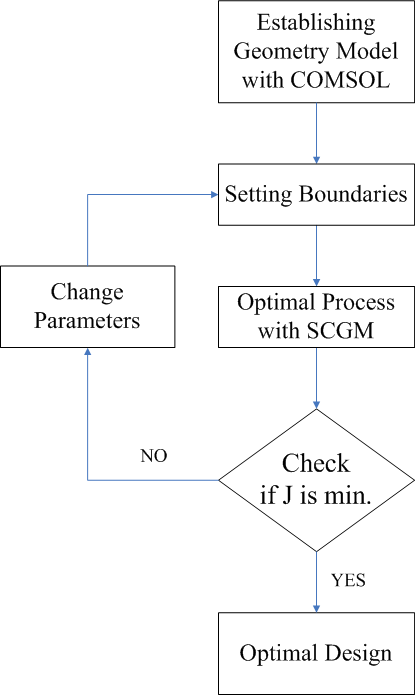 Establishing
Geometry Model
with COMSOL
Setting Boundaries
Change
Parameters
Optimal Process
with SCGM
Check
if J is min.
NO
YES
Optimal Design